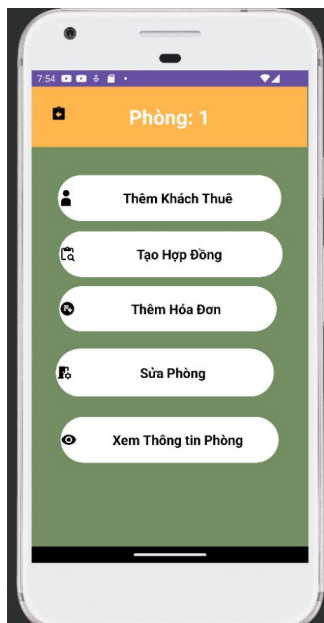 7:54
Phòng: 1
Thêm Khách Thuê
Tạo Hợp Đồng
Thêm Hóa Đơn
Sửa Phòng
Xem Thông tin Phòng